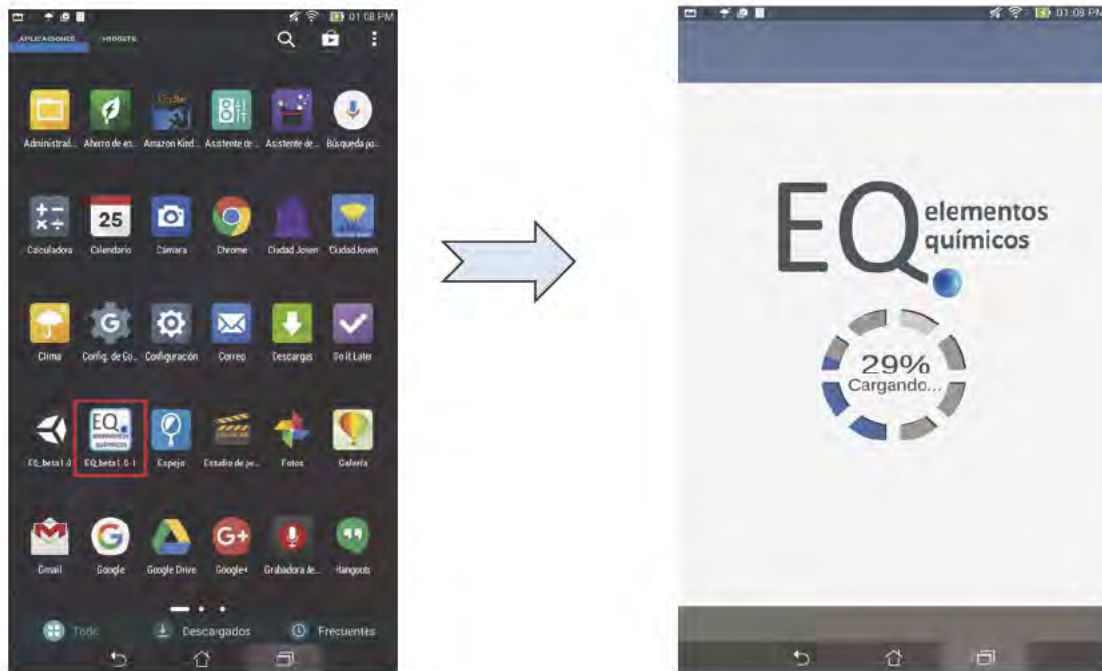 01:08 PM
APLICACIONES WIDGETS
Administrad... Ahorro de en... Amazon Kind... Asistente de ... Asistente de ... Búsqueda po...
25
Calculadora Calendario Cámara Chrome Ciudad Joven Ciudad Joven
Clima Config. de Go... Configuración Correo Descargas Do It Later
EQ
elementos
químicos
EQ_beta1.0 EQ_beta1.0-1 Espejo Estudio de pe... Fotos Galería
G+
Gmail Google Google Drive Google+ Grabadora de... Hangouts
Todo Descargados Frecuentes
01:08 PM
EQ elementos
químicos
29%
Cargando...